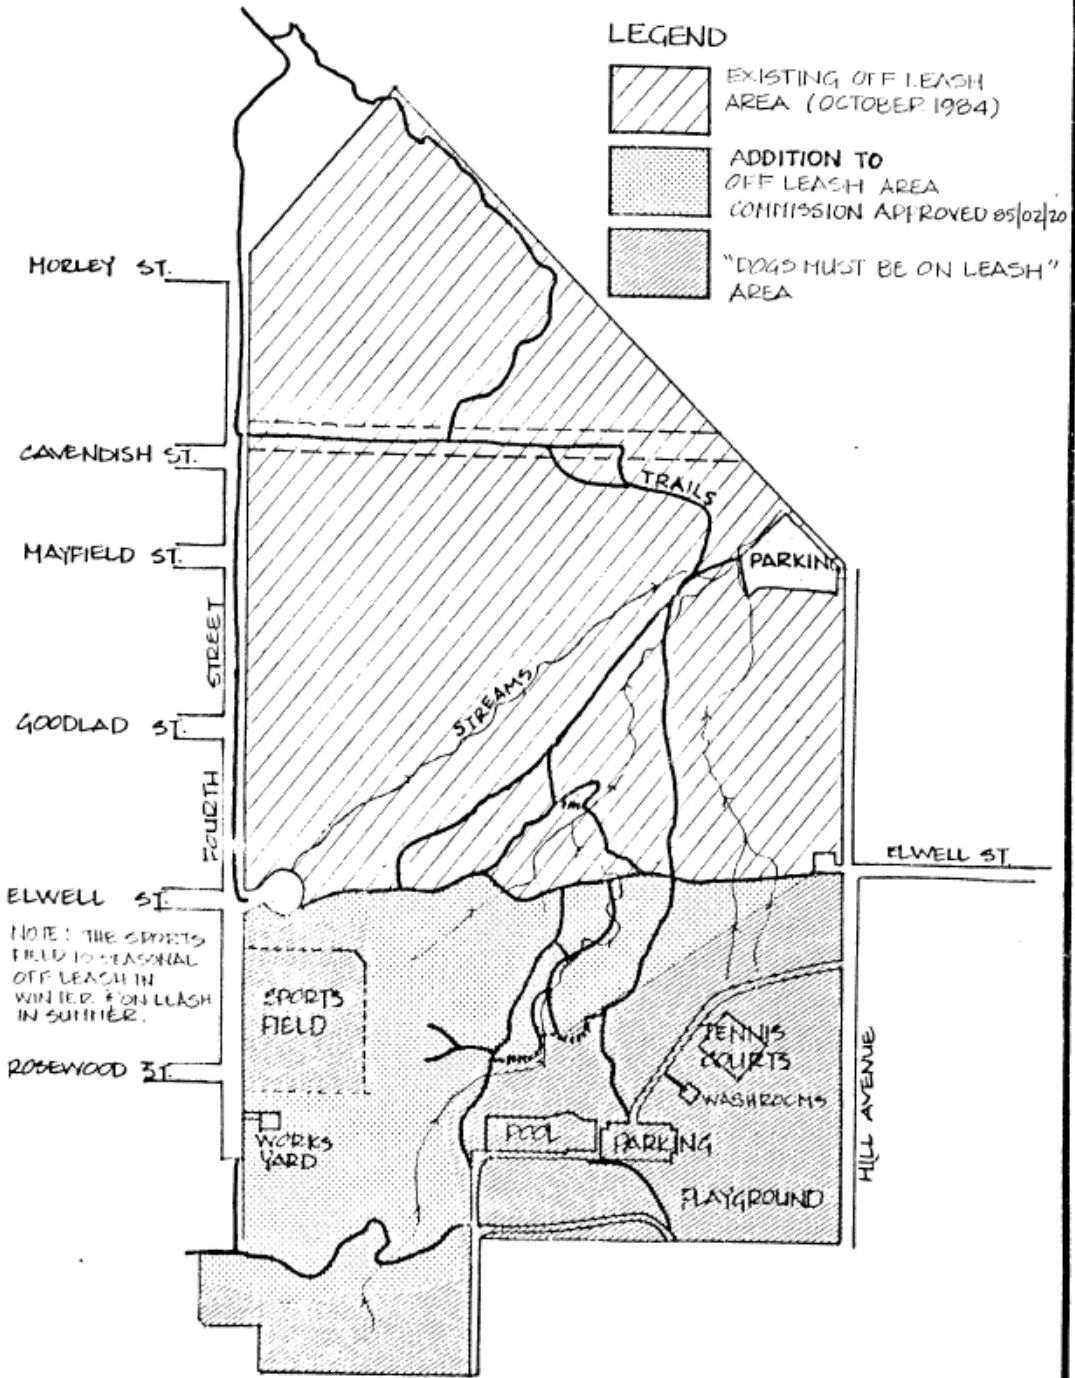 LEGEND
EXISTING OFF LEASH
AREA (OCTOBER 1984)
ADDITION TO
OFF LEASH AREA
COMMISSION APPROVED 85/02/20
"DOGS MUST BE ON LEASH"
AREA
MORLEY ST.
CAVENDISH ST.
TRAILS
MAYFIELD ST.
PARKING
STREET
STREAMS
GOODLAD ST.
FOURTH
ELWELL ST.
ELWELL ST.
NOTE: THE SPORTS
FIELD IS SEASONAL
OFF LEASH IN
WINTER & ON LEASH
IN SUMMER.
SPORTS
FIELD
TENNIS
COURTS
ROSEWOOD ST.
WASHROOMS
HILL AVENUE
WORKS
YARD
POOL
PARKING
PLAYGROUND